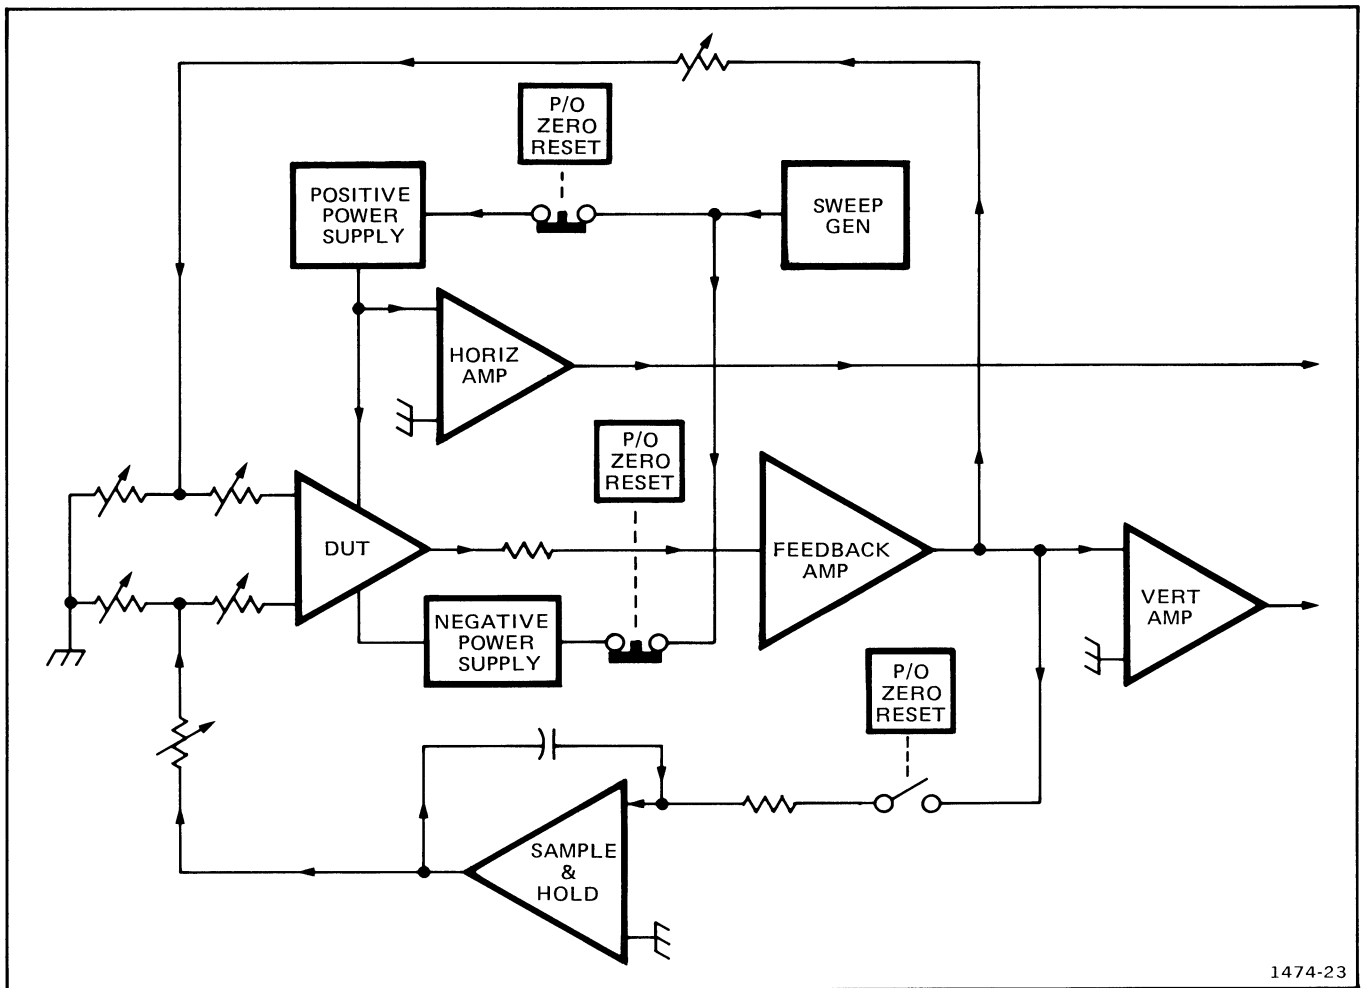 P/O
ZERO
RESET
POSITIVE
POWER
SUPPLY
SWEEP
GEN
HORIZ
AMP
P/O
ZERO
RESET
DUT
FEEDBACK
AMP
NEGATIVE
POWER
SUPPLY
VERT
AMP
P/O
ZERO
RESET
SAMPLE
&
HOLD
1474-23